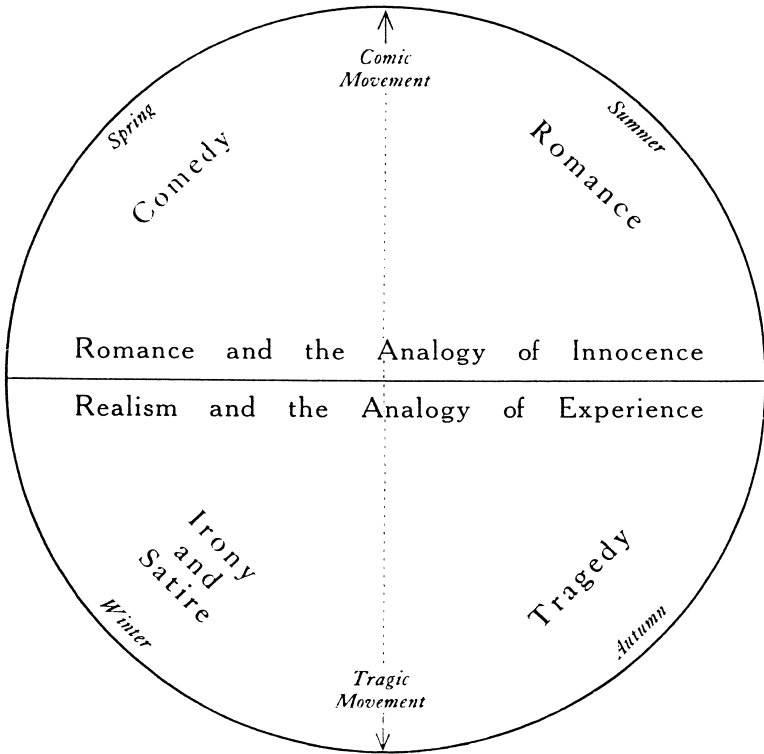 Comic
Movement
Spring
Summer
Comedy
Romance
Romance and the Analogy of Innocence
Realism and the Analogy of Experience
Irony
and
Satire
Tragedy
Winter
Autumn
Tragic
Movement